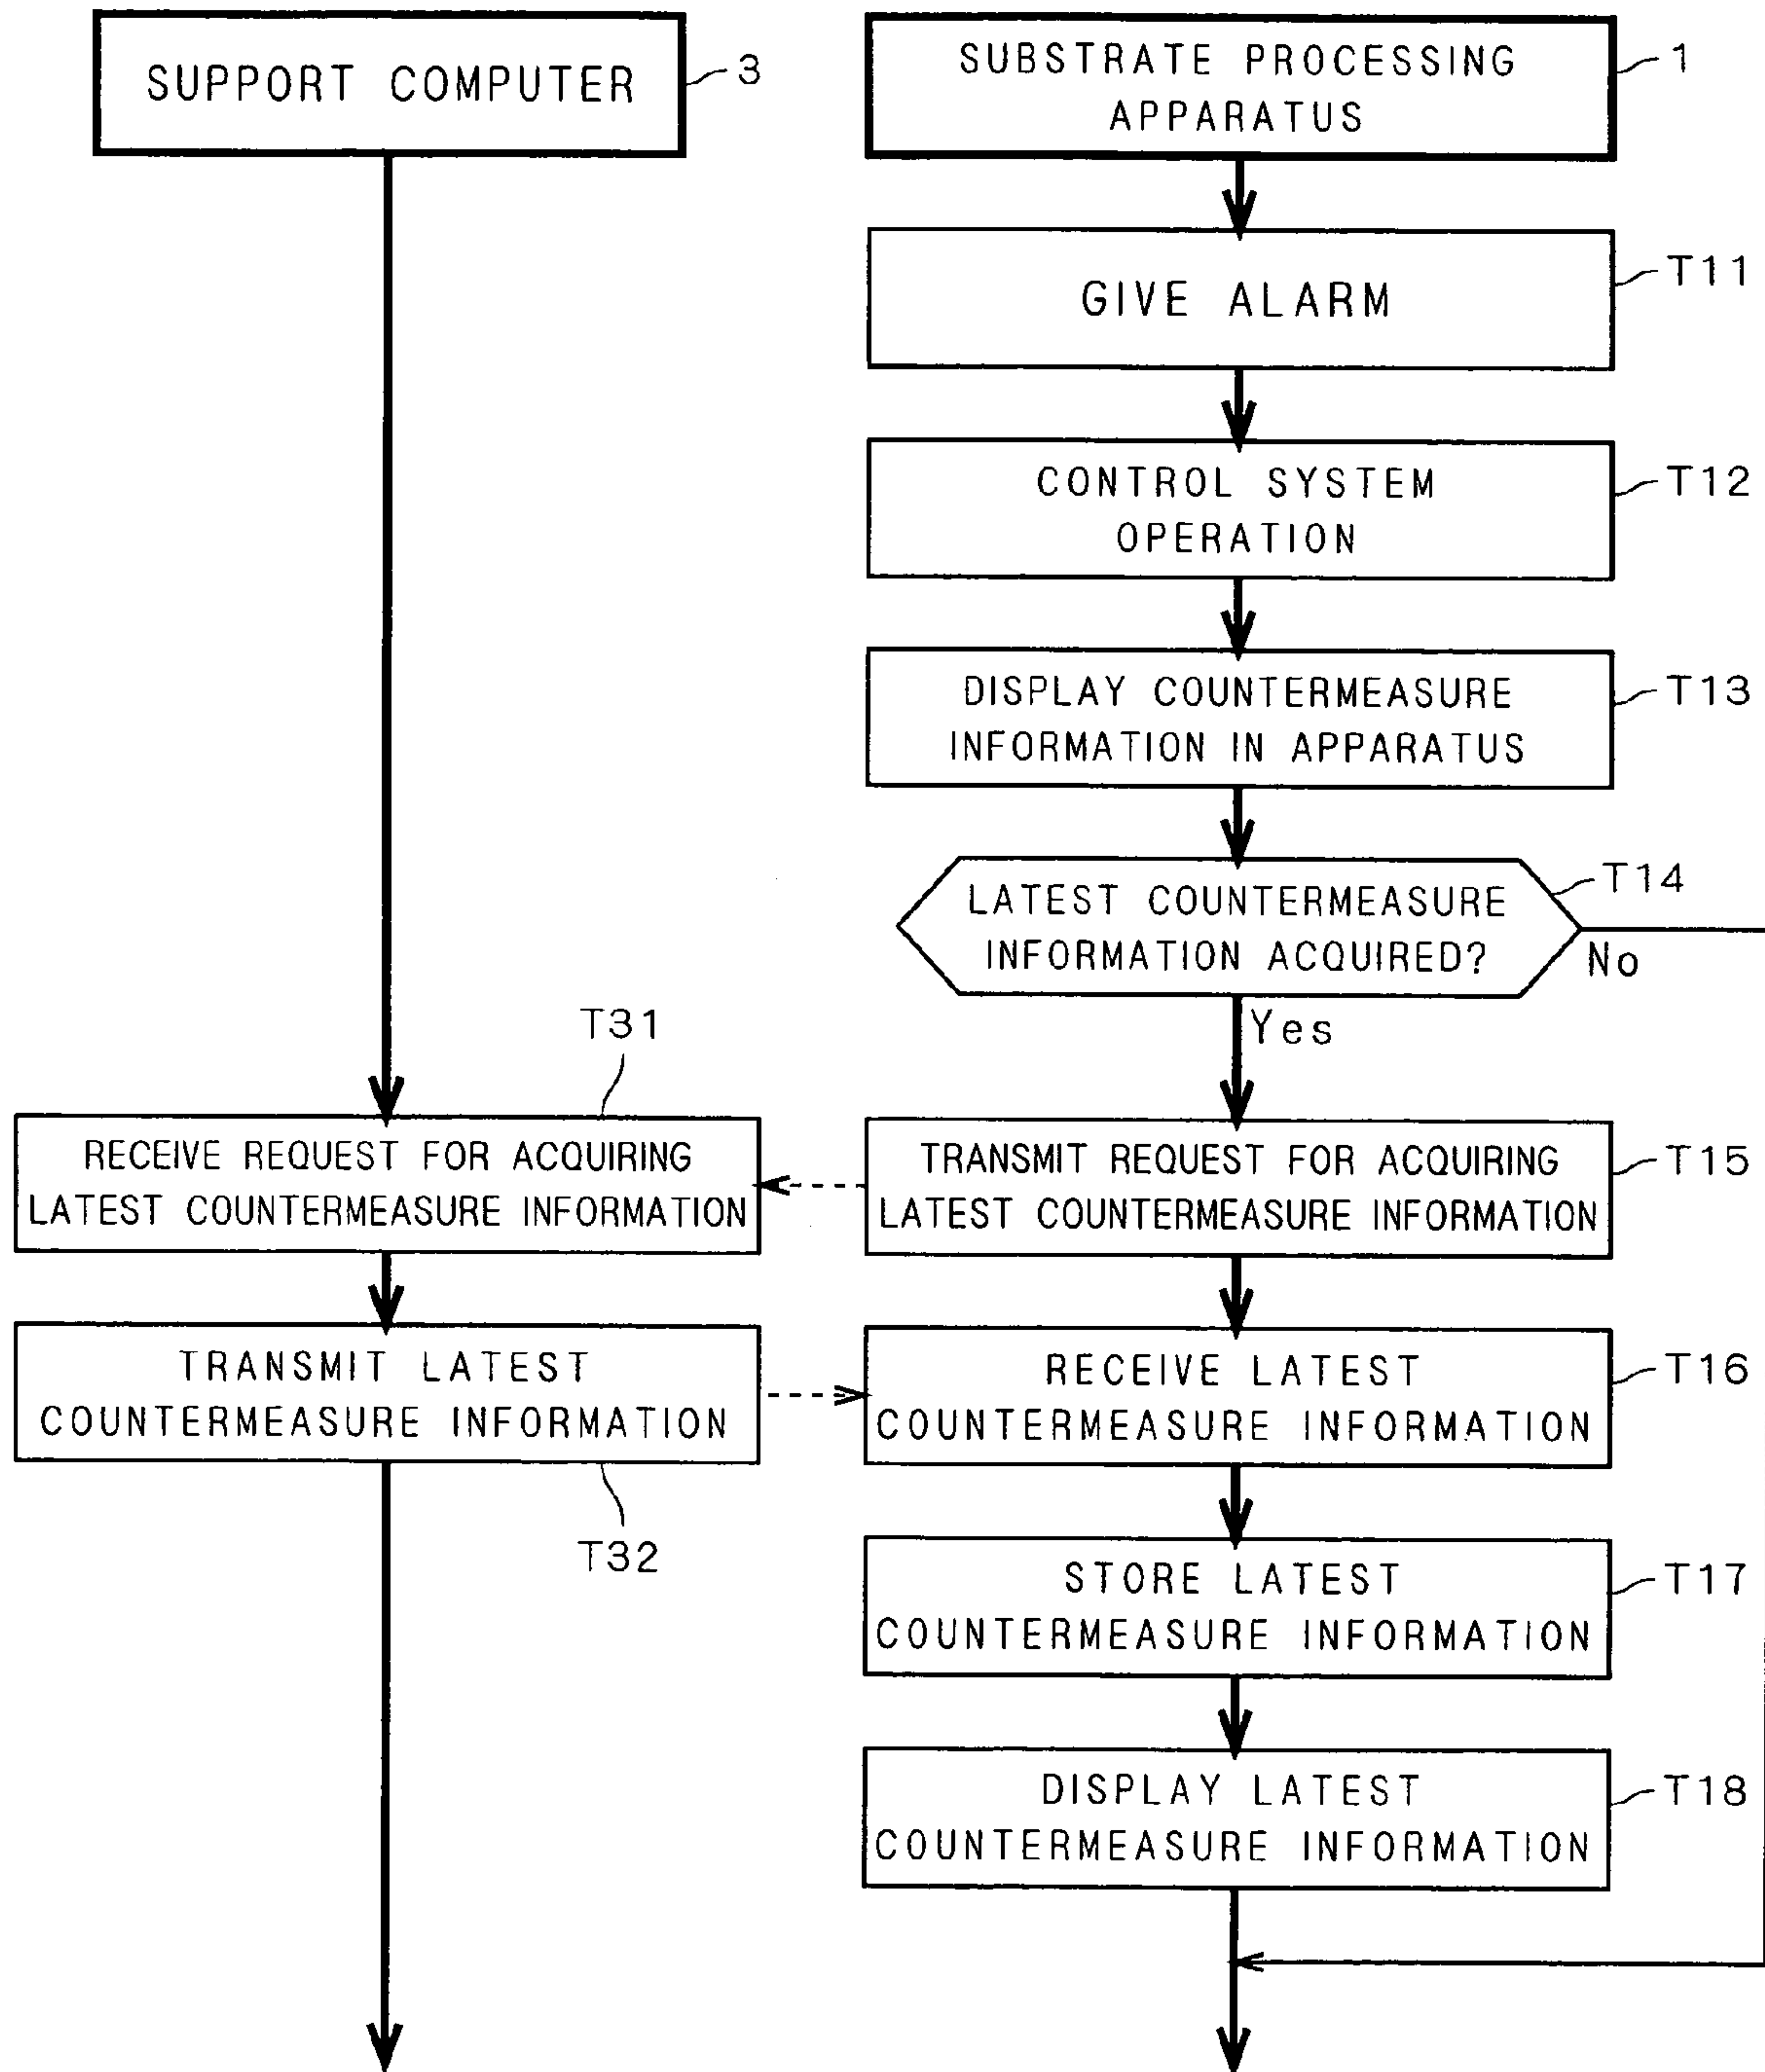 SUPPORT COMPUTER
3
SUBSTRATE PROCESSING
APPARATUS
1
GIVE ALARM
T11
CONTROL SYSTEM
OPERATION
T12
DISPLAY COUNTERMEASURE
INFORMATION IN APPARATUS
T13
LATEST COUNTERMEASURE
INFORMATION ACQUIRED?
T14
No
Yes
T31
RECEIVE REQUEST FOR ACQUIRING
LATEST COUNTERMEASURE INFORMATION
TRANSMIT REQUEST FOR ACQUIRING
LATEST COUNTERMEASURE INFORMATION
T15
TRANSMIT LATEST
COUNTERMEASURE INFORMATION
T32
RECEIVE LATEST
COUNTERMEASURE INFORMATION
T16
STORE LATEST
COUNTERMEASURE INFORMATION
T17
DISPLAY LATEST
COUNTERMEASURE INFORMATION
T18